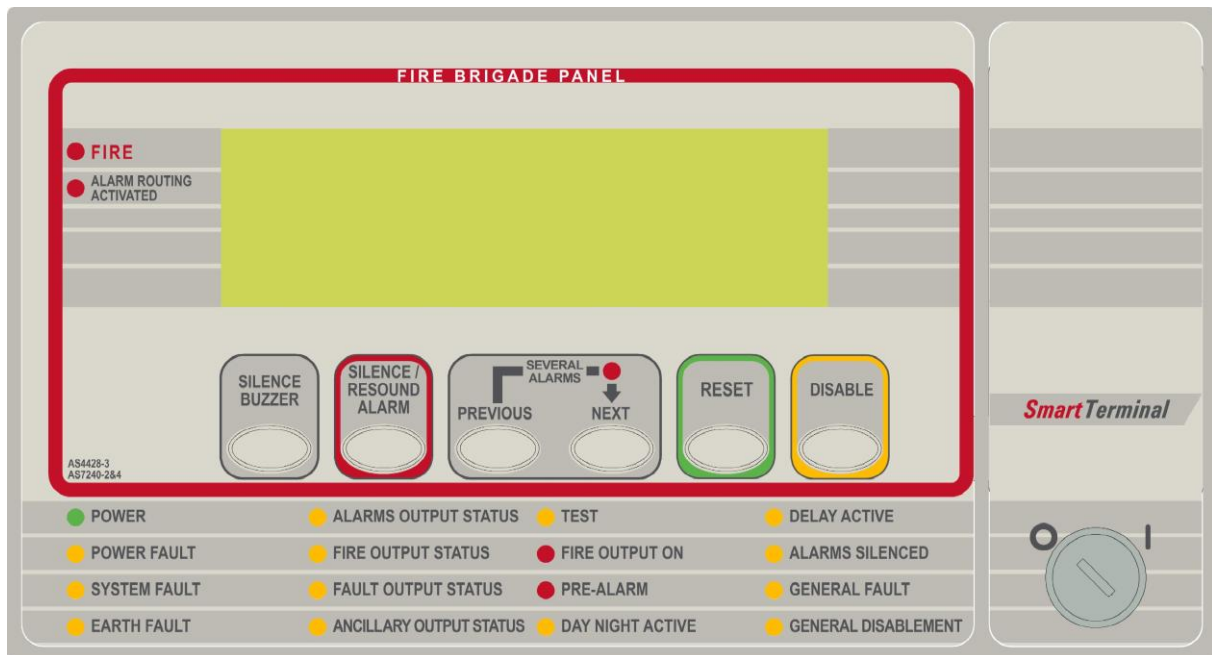 FIRE BRIGADE PANEL
FIRE
ALARM ROUTING
ACTIVATED
SILENCE
BUZZER
SILENCE /
RESOUND
ALARM
SEVERAL
ALARMS
PREVIOUS
NEXT
RESET
DISABLE
SmartTerminal
AS4428-3
AS7240-2&4
POWER
ALARMS OUTPUT STATUS
TEST
DELAY ACTIVE
POWER FAULT
FIRE OUTPUT STATUS
FIRE OUTPUT ON
ALARMS SILENCED
SYSTEM FAULT
FAULT OUTPUT STATUS
PRE-ALARM
GENERAL FAULT
EARTH FAULT
ANCILLARY OUTPUT STATUS
DAY NIGHT ACTIVE
GENERAL DISABLEMENT
O
I